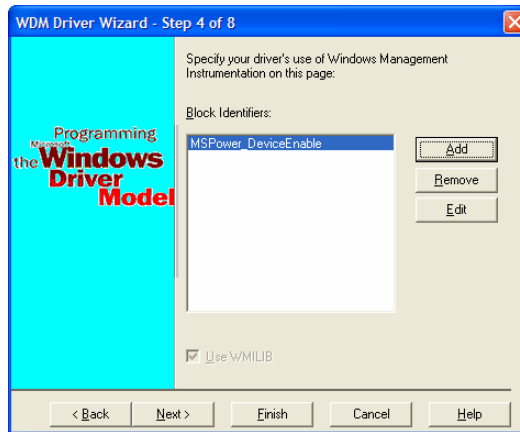 WDM Driver Wizard - Step 4 of 8
Specify your driver's use of Windows Management
Instrumentation on this page:
Block Identifiers:
MSPower_DeviceEnable
Add
Remove
Edit
Programming
Microsoft
the Windows
Driver
Model
Use WMILIB
< Back
Next >
Finish
Cancel
Help